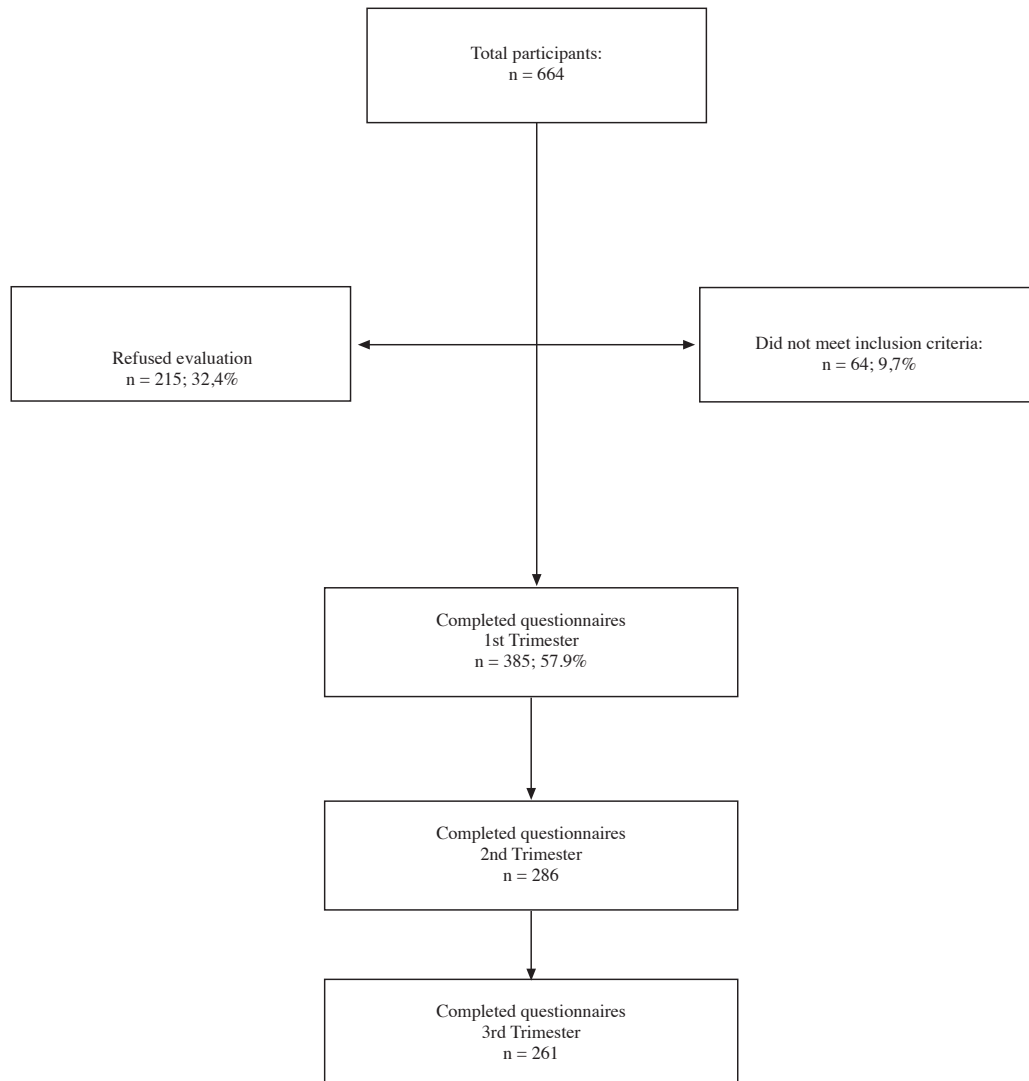 Total participants:
n = 664
Refused evaluation
n = 215; 32,4%
Did not meet inclusion criteria:
n = 64; 9,7%
Completed questionnaires
1st Trimester
n = 385; 57.9%
Completed questionnaires
2nd Trimester
n = 286
Completed questionnaires
3rd Trimester
n = 261